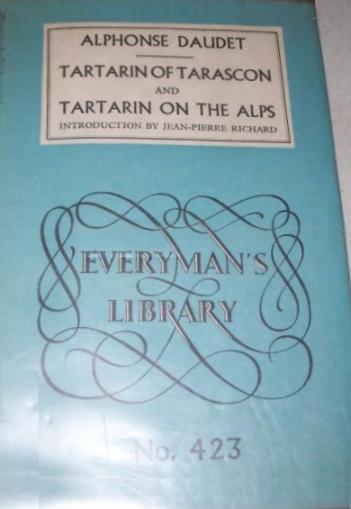 ALPHONSE DAUDET
TARTARIN OF TARASCON
AND
TARTARIN ON THE ALPS
INTRODUCTION BY JEAN-PIERRE RICHARD
EVERYMAN'S
LIBRARY
No. 423